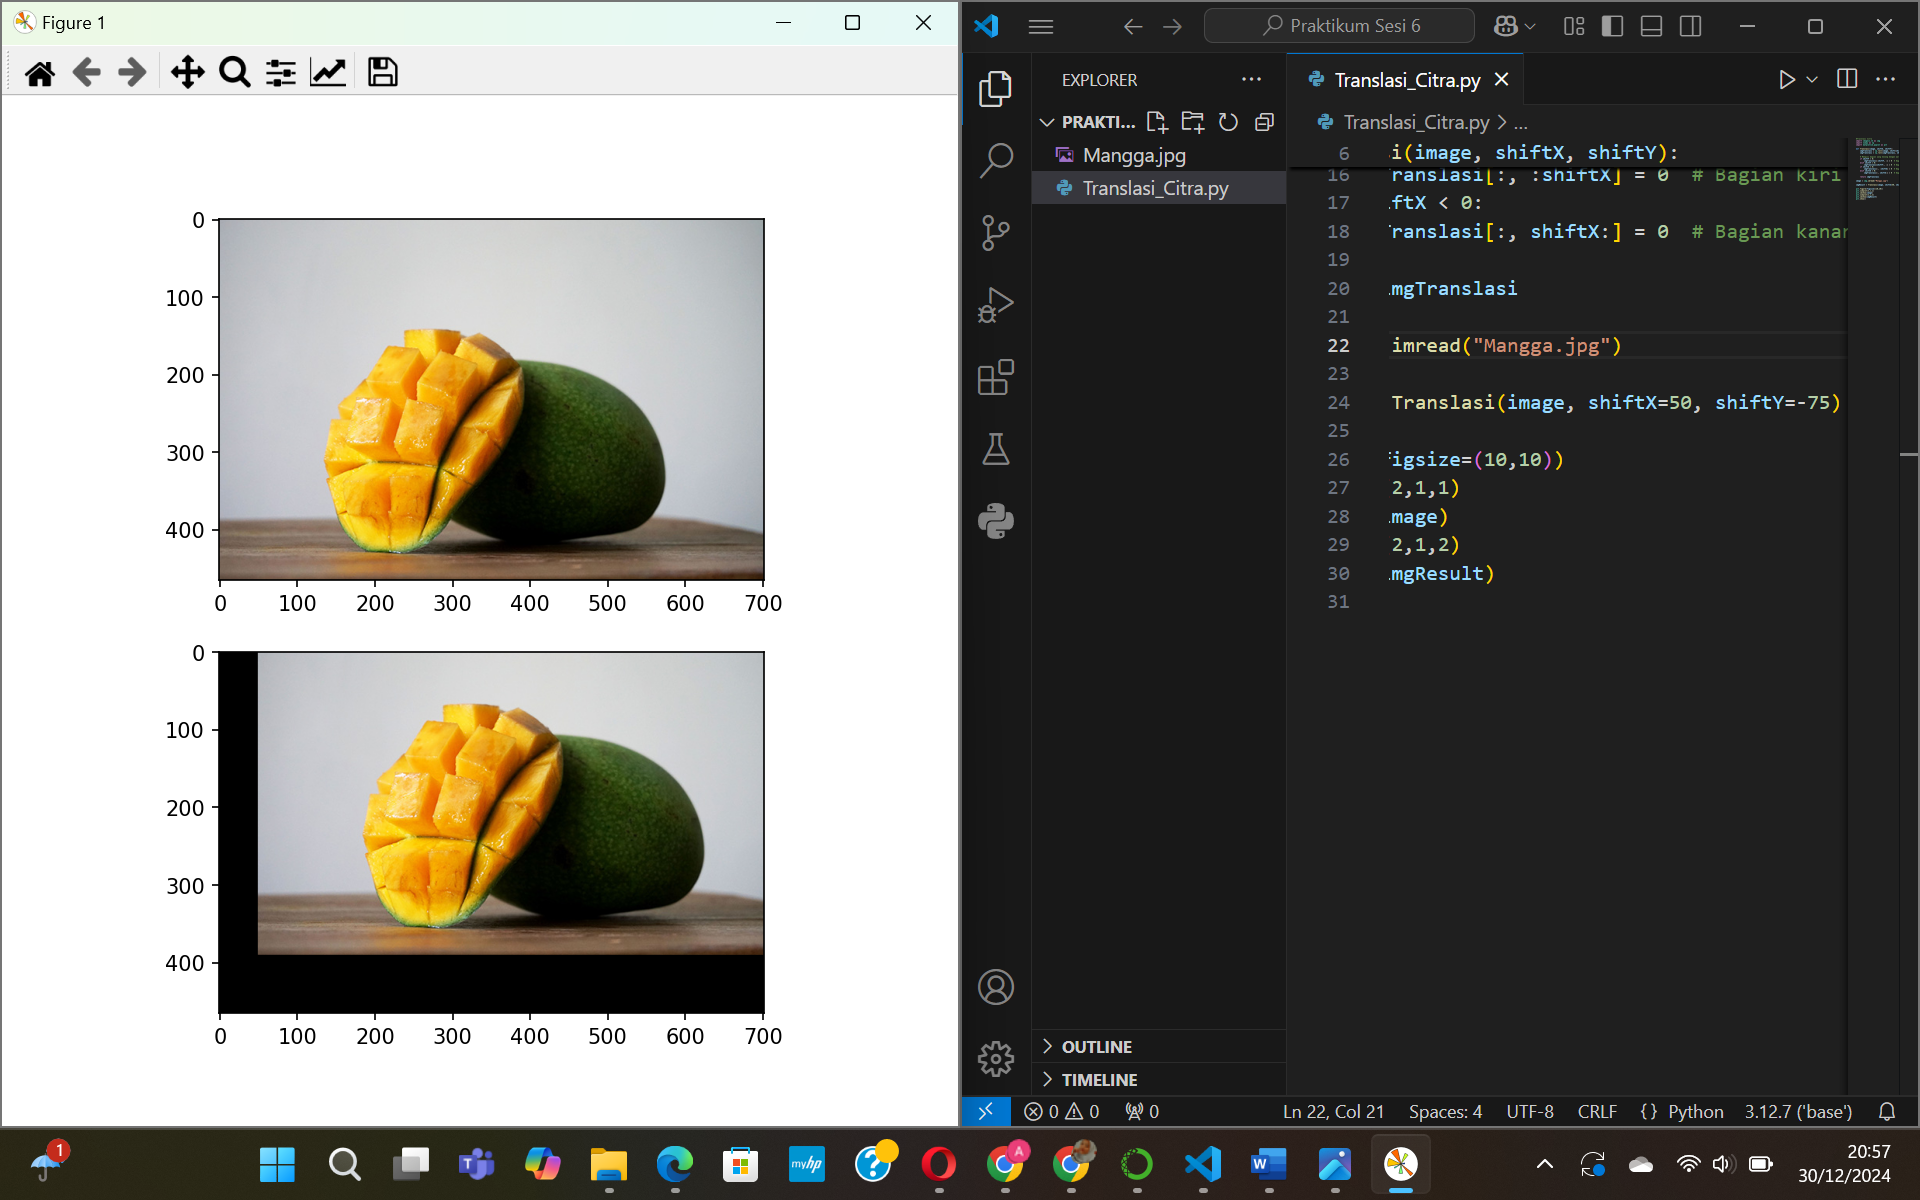 Figure 1
0
100
200
300
400
0 100 200 300 400 500 600 700
0
100
200
300
400
0 100 200 300 400 500 600 700
Praktikum Sesi 6
EXPLORER
PRAKTI...
Mangga.jpg
Translasi_Citra.py
Translasi_Citra.py
Translasi_Citra.py > ...
6 i(image, shiftX, shiftY):
16 ranslasi[:, :shiftX] = 0 # Bagian kiri
17 ftX < 0:
18 ranslasi[:, shiftX:] = 0 # Bagian kanan
19
20 mgTranslasi
21
22 imread("Mangga.jpg")
23
24 Translasi(image, shiftX=50, shiftY=-75)
25
26 igsize=(10,10))
27 2,1,1)
28 mage)
29 2,1,2)
30 mgResult)
31
OUTLINE
TIMELINE
0 0 0 Ln 22, Col 21 Spaces: 4 UTF-8 CRLF {} Python 3.12.7 ('base')
1
T
myhp
?
A
W
20:57
30/12/2024